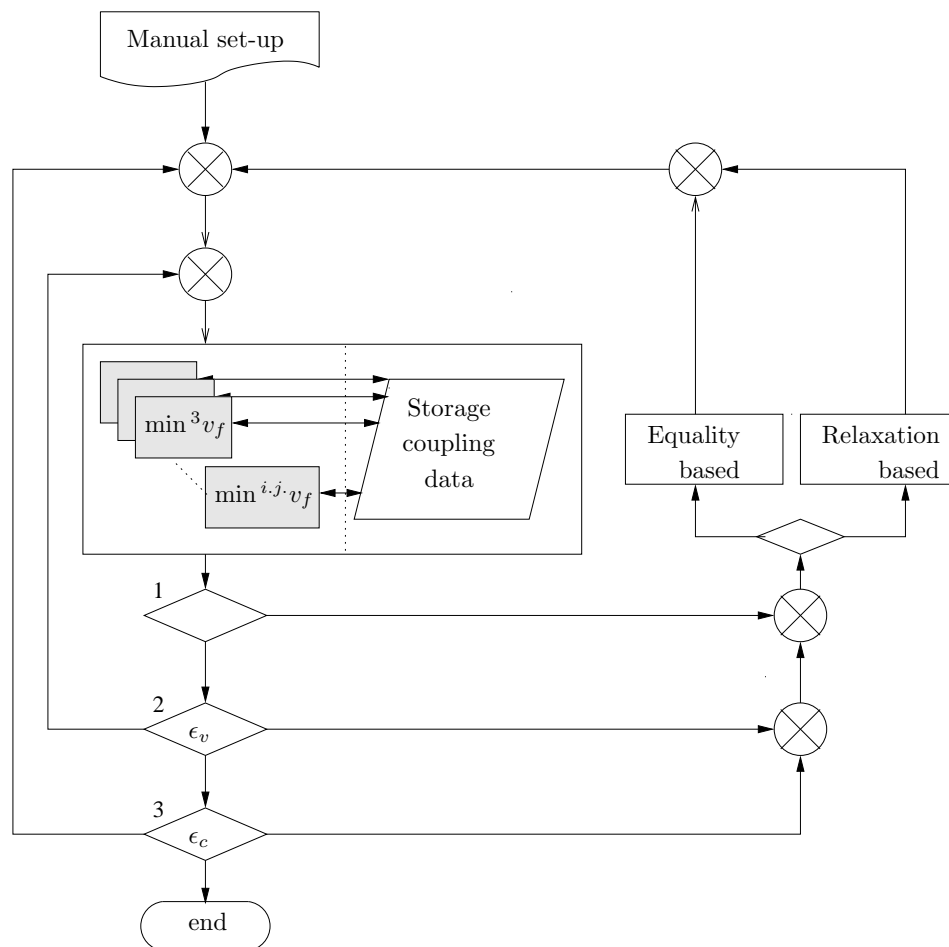 Manual set-up
min ³v_f
Storage
coupling
data
min ^{i.j.}v_f
Equality
based
Relaxation
based
1
2
ϵ_v
3
ϵ_c
end